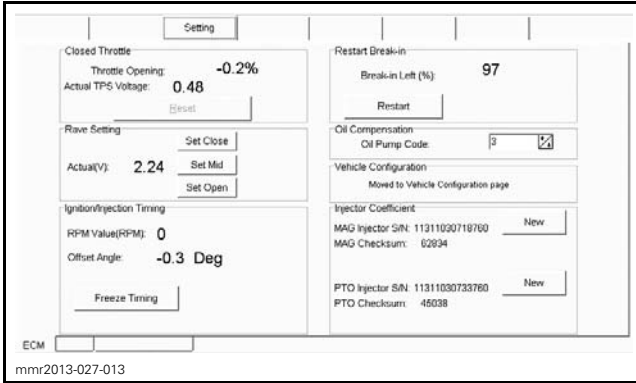 Setting
Closed Throttle
Throttle Opening: -0.2%
Actual TPS Voltage: 0.48
Reset
Rave Setting
Set Close
Actual(V): 2.24 Set Mid
Set Open
Ignition/Injection Timing
RPM Value(RPM): 0
Offset Angle: -0.3 Deg
Freeze Timing
Restart Break-in
Break-in Left (%): 97
Restart
Oil Compensation
Oil Pump Code: 3
Vehicle Configuration
Moved to Vehicle Configuration page
Injector Coefficient
MAG Injector S/N: 11311030718760 New
MAG Checksum: 62834
PTO Injector S/N: 11311030733760 New
PTO Checksum: 45038
ECM
mmr2013-027-013